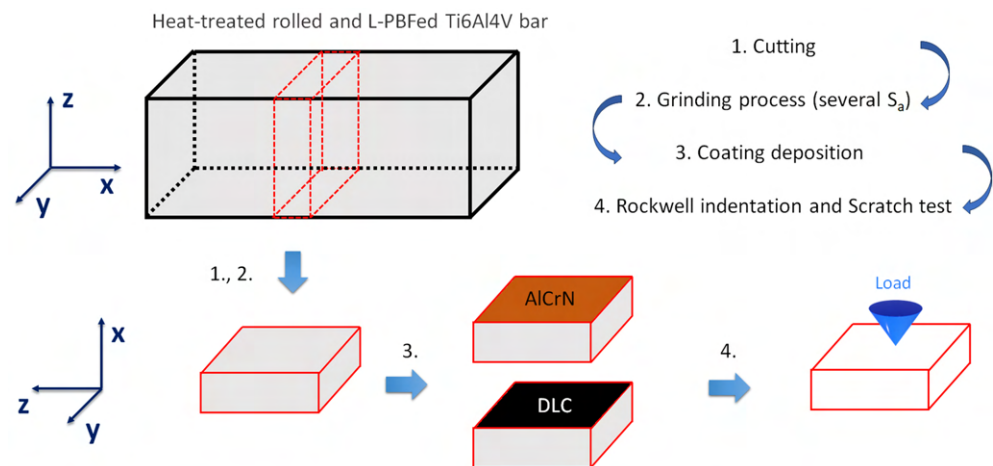 Heat-treated rolled and L-PBFed Ti6Al4V bar
1. Cutting
2. Grinding process (several Sa)
3. Coating deposition
4. Rockwell indentation and Scratch test
z
x
y
1., 2.
AlCrN
Load
x
3.
4.
z
y
DLC